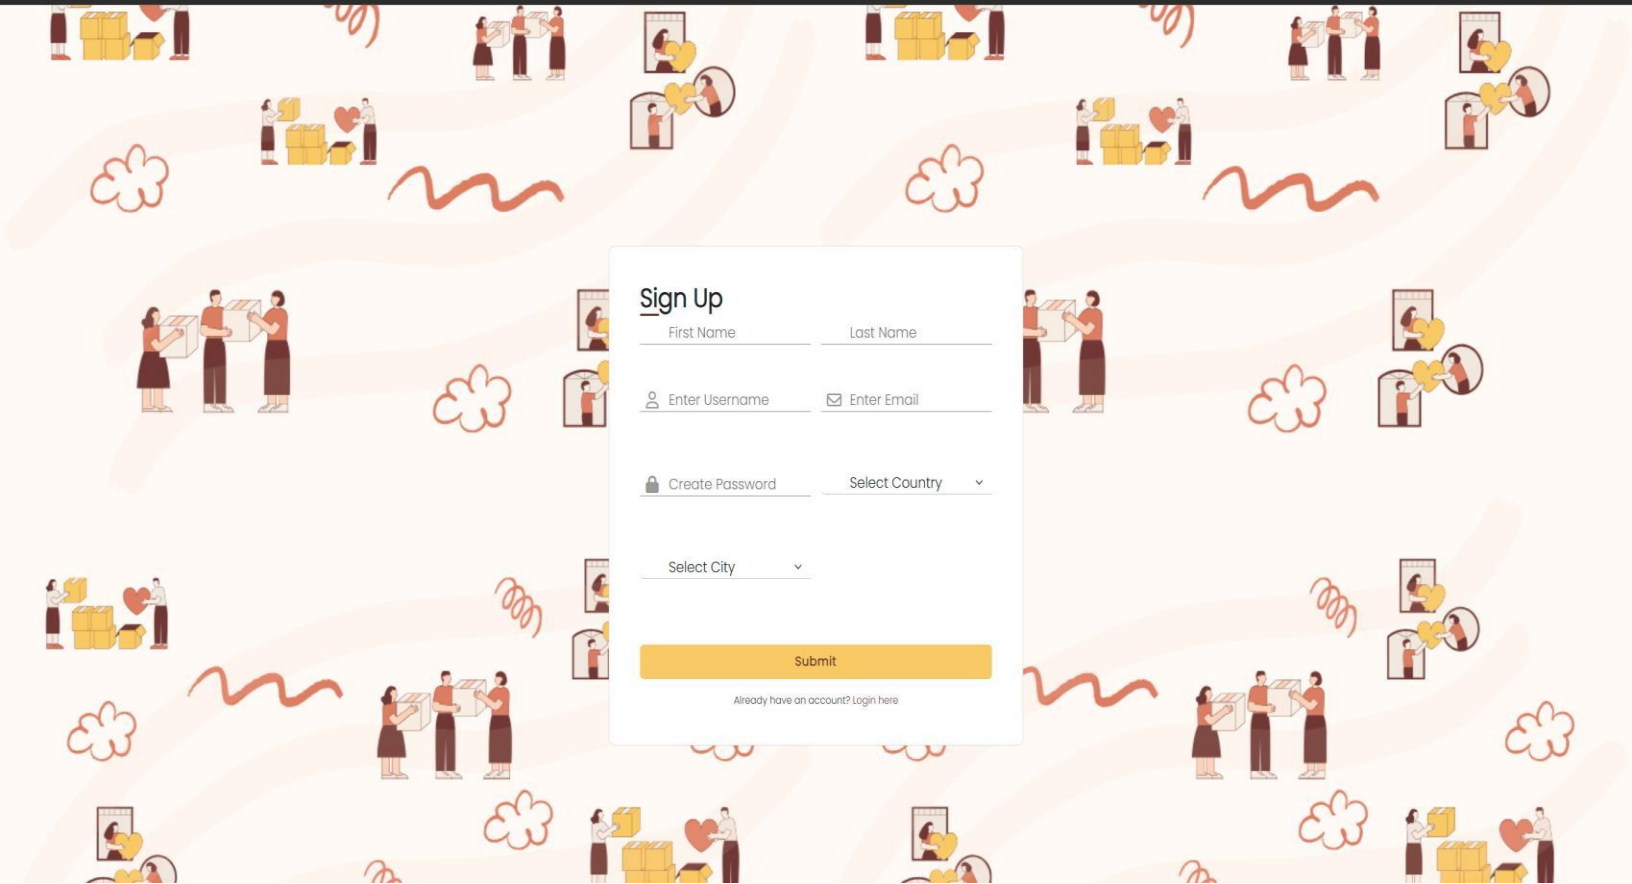 Sign Up
First Name Last Name
Enter Username Enter Email
Create Password Select Country
Select City
Submit
Already have an account? Login here